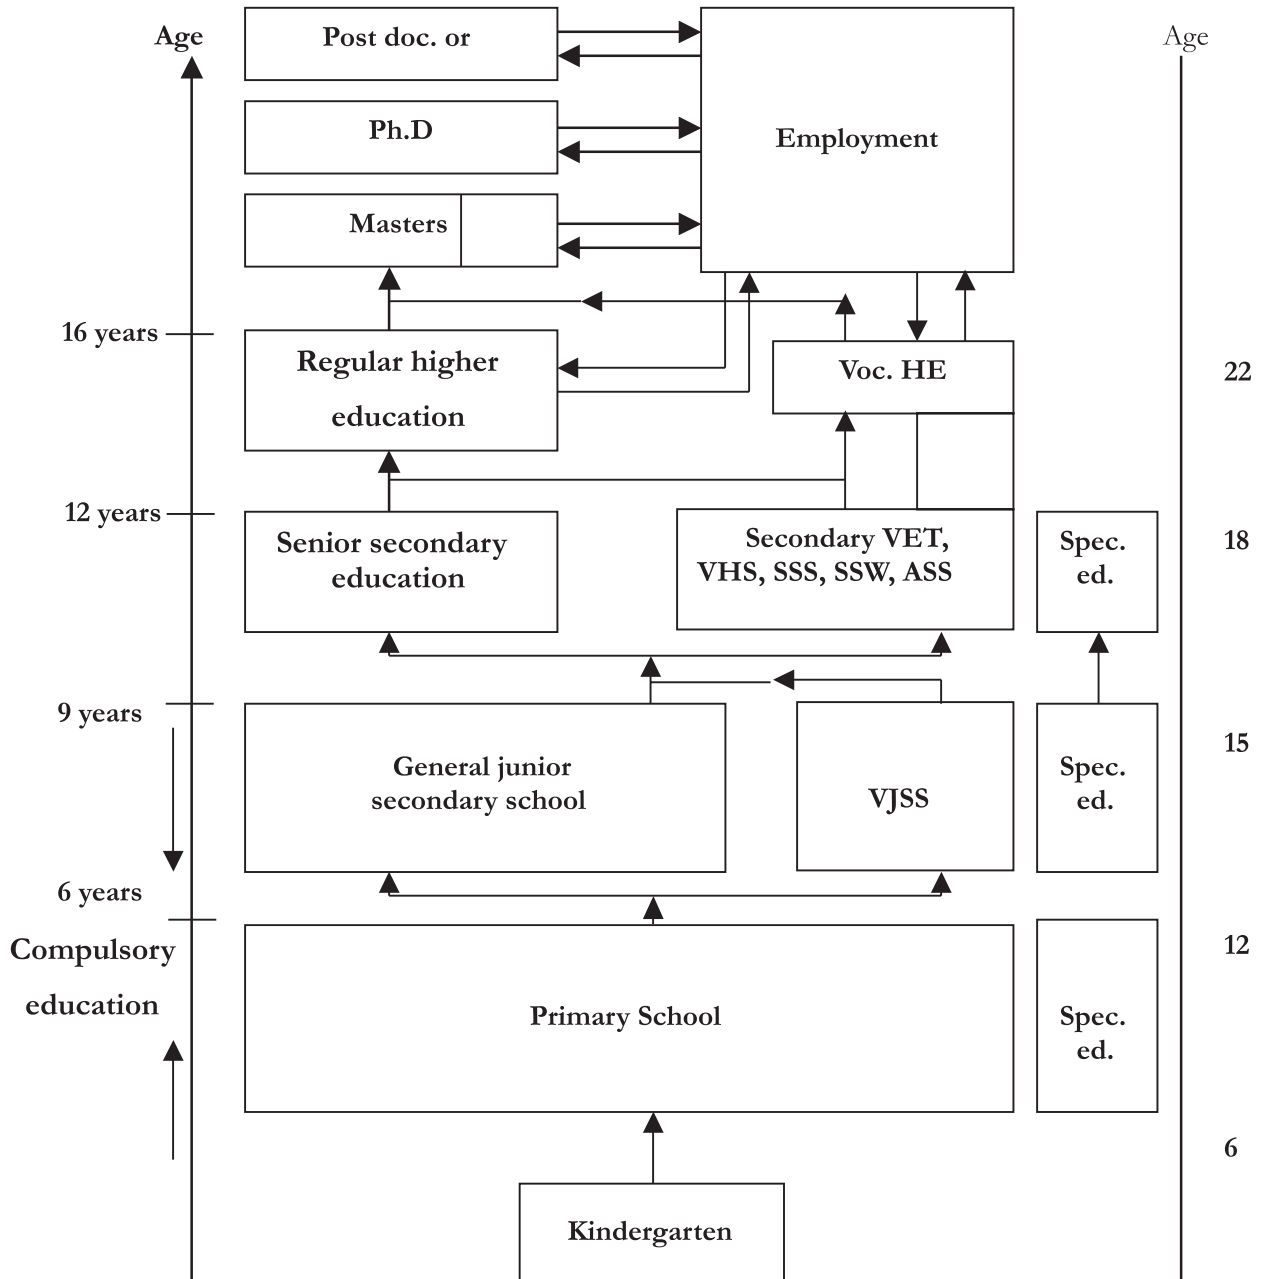 Age
Post doc. or
Age
Ph.D
Employment
Masters
16 years
Regular higher
education
Voc. HE
22
12 years
Senior secondary
education
Secondary VET,
VHS, SSS, SSW, ASS
Spec.
ed.
18
9 years
General junior
secondary school
VJSS
Spec.
ed.
15
6 years
Compulsory
education
12
Primary School
Spec.
ed.
6
Kindergarten